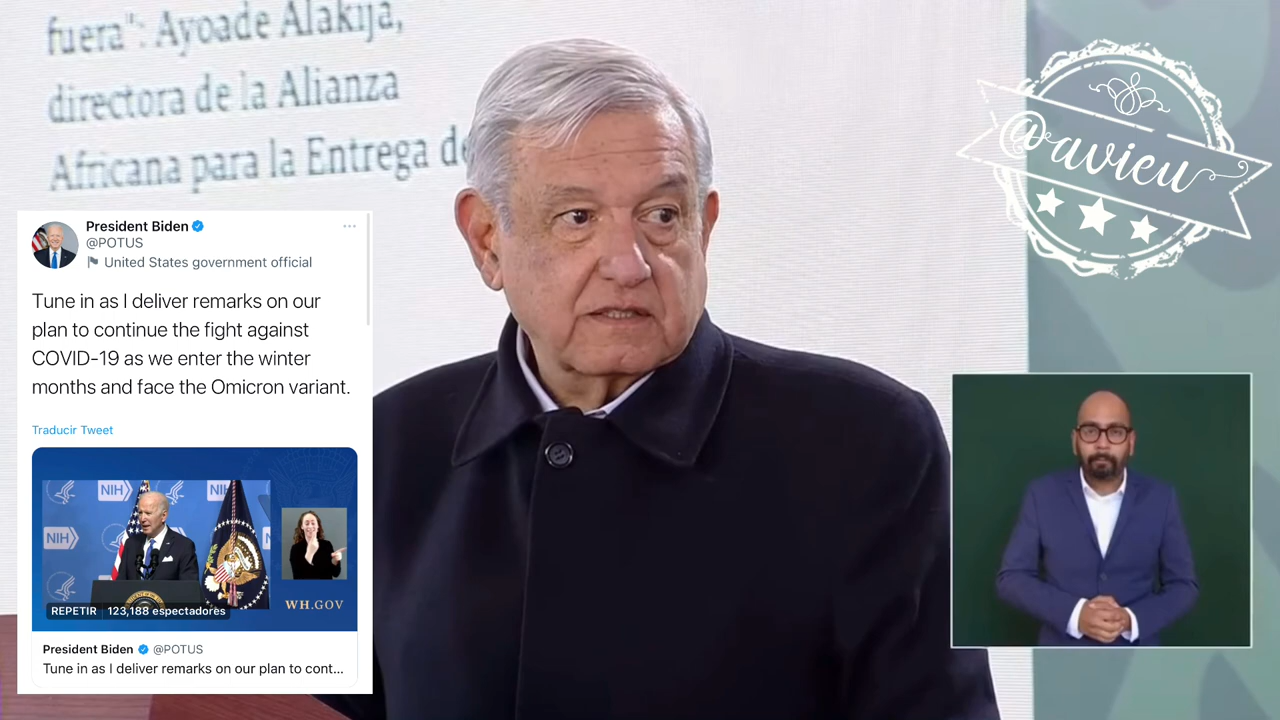 fuera": Ayoade Alakija,
directora de la Alianza
Africana para la Entrega de
@avieu
President Biden
@POTUS
United States government official
Tune in as I deliver remarks on our
plan to continue the fight against
COVID-19 as we enter the winter
months and face the Omicron variant.
Traducir Tweet
NIH
NIH
NIH
REPETIR 123,188 espectadores
WH.GOV
President Biden @POTUS
Tune in as I deliver remarks on our plan to cont...